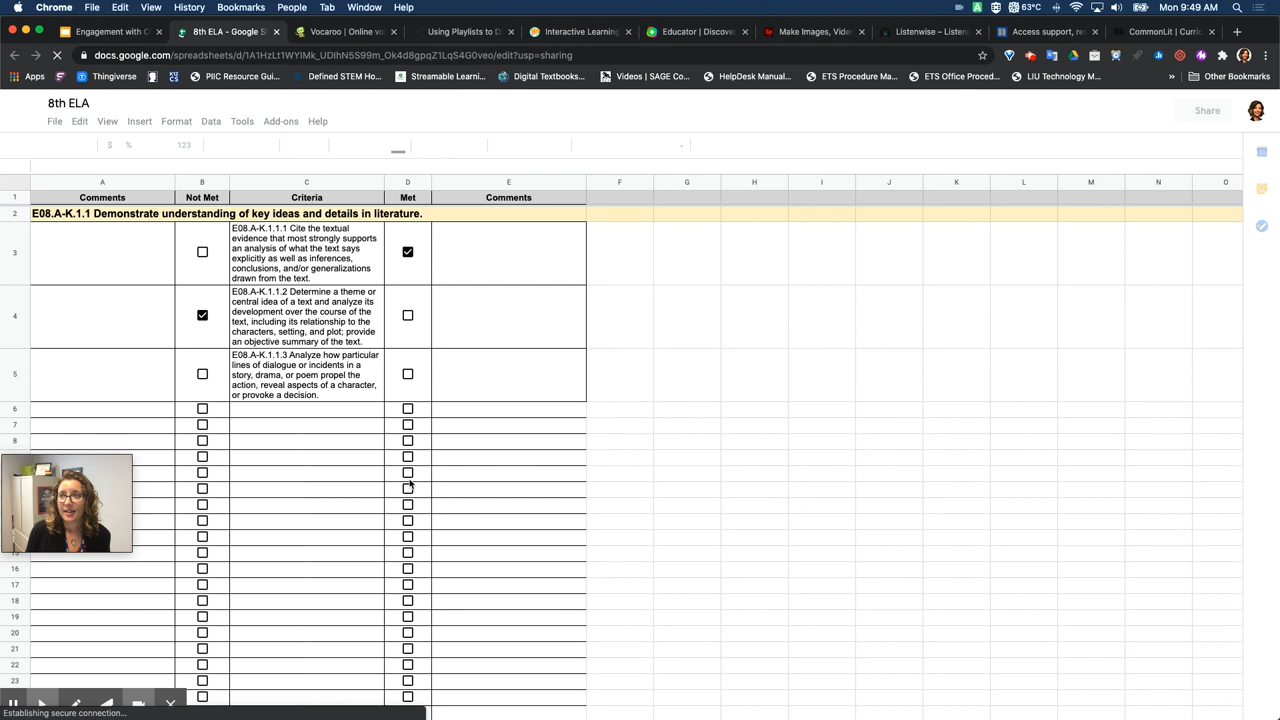 Chrome File Edit View History Bookmarks People Tab Window Help 63°C Mon 9:49 AM
Engagement with C 8th ELA - Google S Vocaroo | Online vo Using Playlists to D Interactive Learning Educator | Discover Make Images, Video Listenwise - Listeni Access support, res CommonLit | Curric
docs.google.com/spreadsheets/d/1A1HzLt1WYIMk_UDIhN5S99m_Ok4d8gpqZ1LqS4G0veo/edit?usp=sharing
Apps Thingiverse PIIC Resource Gui... Defined STEM Ho... Streamable Learni... Digital Textbooks... Videos | SAGE Co... HelpDesk Manual... ETS Procedure Ma... ETS Office Proced... LIU Technology M... » Other Bookmarks
8th ELA
Share
File Edit View Insert Format Data Tools Add-ons Help
$ % 123
A B C D E F G H I J K L M N O
1 Comments Not Met Criteria Met Comments
2 E08.A-K.1.1 Demonstrate understanding of key ideas and details in literature.
3 E08.A-K.1.1.1 Cite the textual
evidence that most strongly supports
an analysis of what the text says
explicitly as well as inferences,
conclusions, and/or generalizations
drawn from the text.
4 E08.A-K.1.1.2 Determine a theme or
central idea of a text and analyze its
development over the course of the
text, including its relationship to the
characters, setting, and plot; provide
an objective summary of the text.
5 E08.A-K.1.1.3 Analyze how particular
lines of dialogue or incidents in a
story, drama, or poem propel the
action, reveal aspects of a character,
or provoke a decision.
6
7
8
16
17
18
19
20
21
22
23
Establishing secure connection...